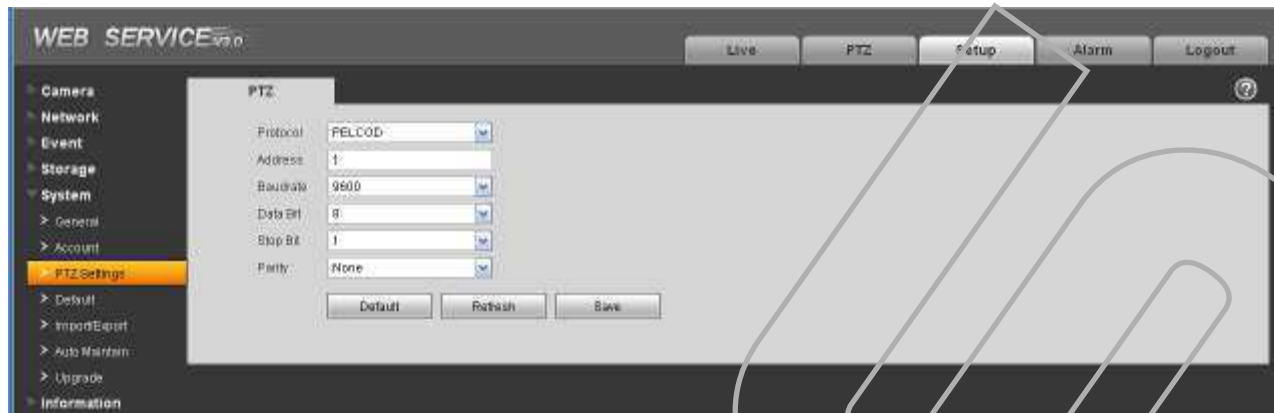 WEB SERVICE
Live
PTZ
Setup
Alarm
Logout
Camera
Network
Event
Storage
System
> General
> Account
> PTZ Settings
> Default
> Import/Export
> Auto Maintain
> Upgrade
Information
PTZ
Protocol PELCOD
Address 1
Baudrate 9600
Data Bit 8
Stop Bit 1
Parity None
Default Refresh Save
?